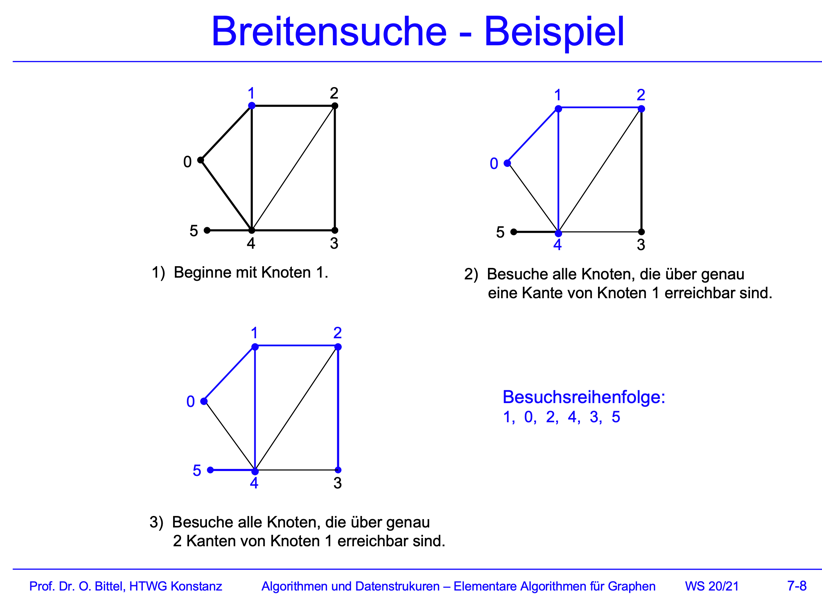 Breitensuche - Beispiel
1 2
0
5
4 3
1) Beginne mit Knoten 1.
1 2
0
5
4 3
2) Besuche alle Knoten, die über genau
eine Kante von Knoten 1 erreichbar sind.
1 2
0
5
4 3
3) Besuche alle Knoten, die über genau
2 Kanten von Knoten 1 erreichbar sind.
Besuchsreihenfolge:
1, 0, 2, 4, 3, 5
Prof. Dr. O. Bittel, HTWG Konstanz Algorithmen und Datenstrukuren – Elementare Algorithmen für Graphen WS 20/21 7-8